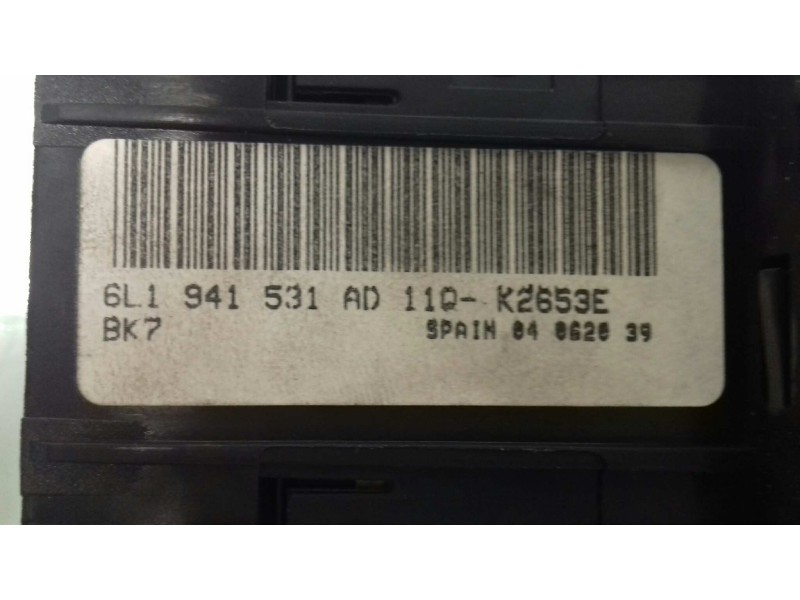 6L1 941 531 AD 11Q- K2653E
BK7 SPAIN 04 0620 39